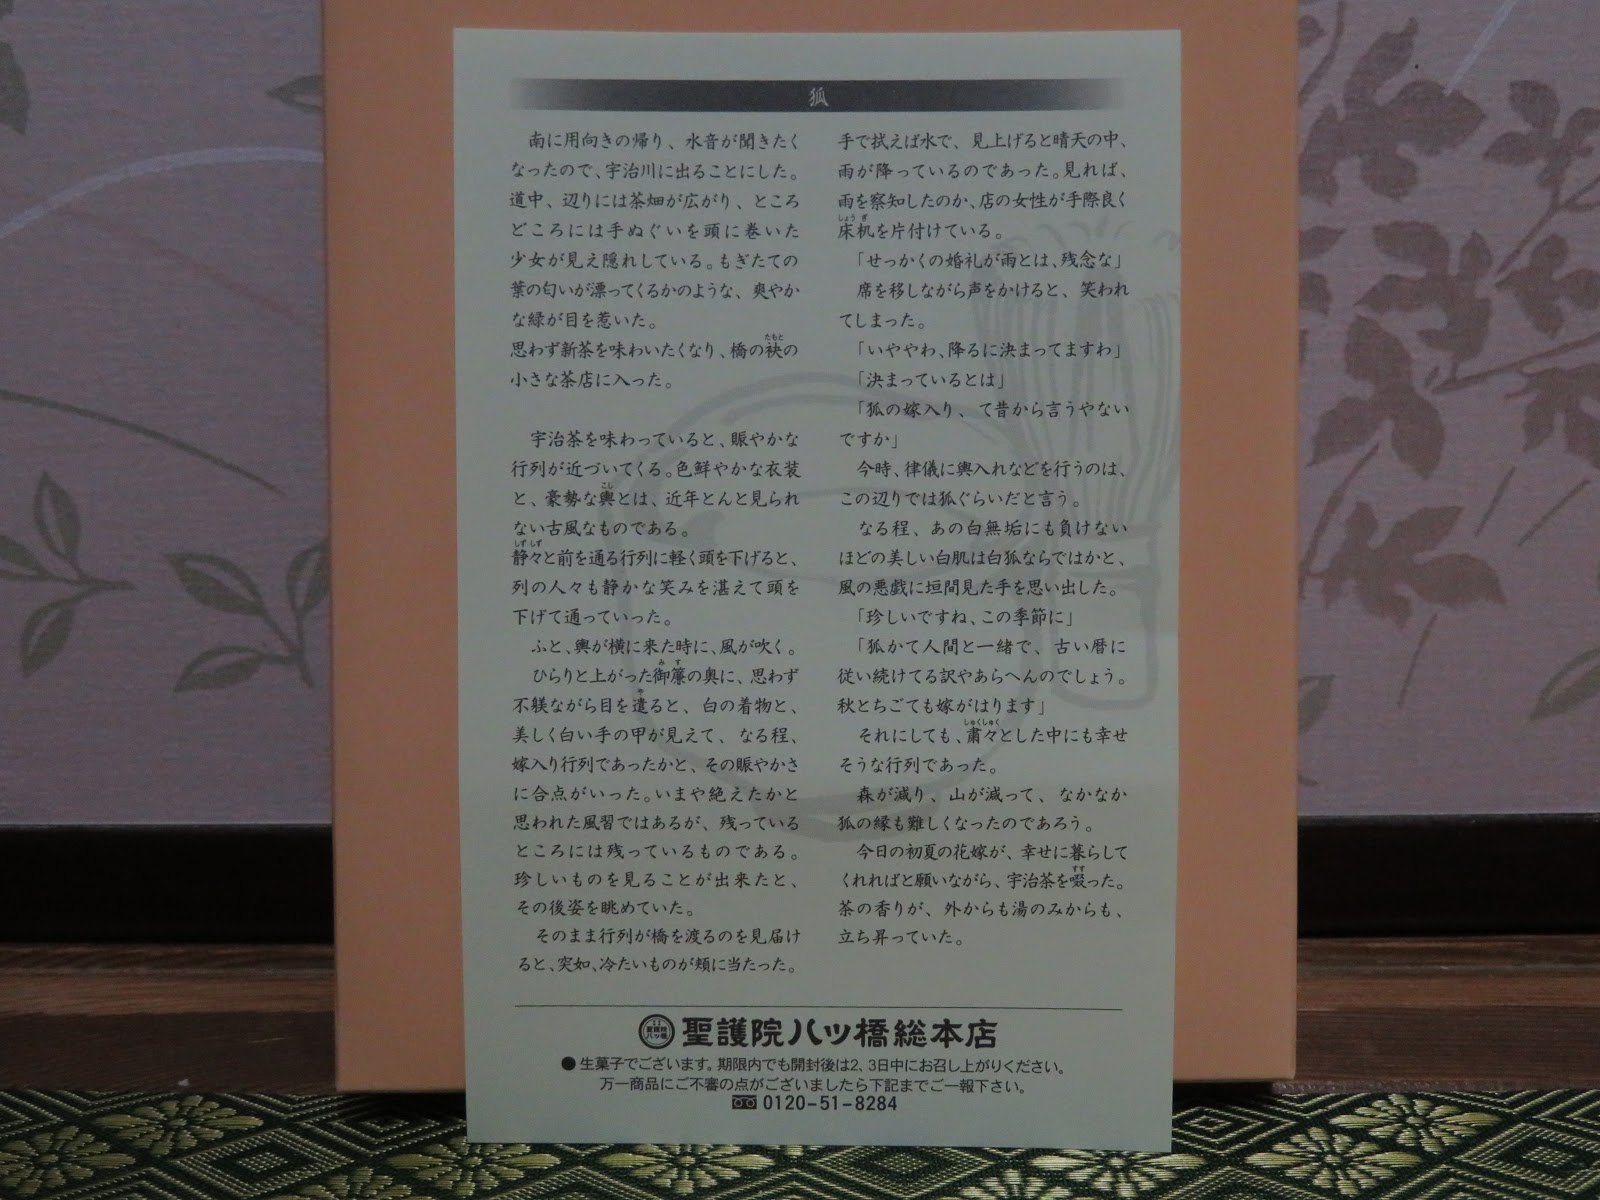 狐
南に用向きの帰り、水音が聞きたく
なったので、宇治川に出ることにした。
道中、辺りには茶畑が広がり、ところ
どころには手ぬぐいを頭に巻いた
少女が見え隠れしている。もぎたての
葉の匂いが漂ってくるかのような、爽やか
な緑が目を惹いた。
思わず新茶を味わいたくなり、橋の袂の
小さな茶店に入った。
宇治茶を味わっていると、賑やかな
行列が近づいてくる。色鮮やかな衣装
と、豪勢な輿とは、近年とんと見られ
ない古風なものである。
静々と前を通る行列に軽く頭を下げると、
列の人々も静かな笑みを湛えて頭を
下げて通っていった。
ふと、輿が横に来た時に、風が吹く。
ひらりと上がった御簾の奥に、思わず
不躾ながら目を遣ると、白の着物と、
美しく白い手の甲が見えて、なる程、
嫁入り行列であったかと、その賑やかさ
に合点がいった。いまや絶えたかと
思われた風習ではあるが、残っている
ところには残っているものである。
珍しいものを見ることが出来たと、
その後姿を眺めていた。
そのまま行列が橋を渡るのを見届け
ると、突如、冷たいものが頬に当たった。
手で拭えば水で、見上げると晴天の中、
雨が降っているのであった。見れば、
雨を察知したのか、店の女性が手際良く
床机を片付けている。
「せっかくの婚礼が雨とは、残念な」
席を移しながら声をかけると、笑われ
てしまった。
「いややわ、降るに決まってますわ」
「決まっているとは」
「狐の嫁入り、て昔から言うやない
ですか」
今時、律儀に輿入れなどを行うのは、
この辺りでは狐ぐらいだと言う。
なる程、あの白無垢にも負けない
ほどの美しい白肌は白狐ならではかと、
風の悪戯に垣間見た手を思い出した。
「珍しいですね、この季節に」
「狐かて人間と一緒で、古い暦に
従い続けてる訳やあらへんのでしょう。
秋とちごても嫁がはります」
それにしても、粛々とした中にも幸せ
そうな行列であった。
森が減り、山が減って、なかなか
狐の縁も難しくなったのであろう。
今日の初夏の花嫁が、幸せに暮らして
くれればと願いながら、宇治茶を啜った。
茶の香りが、外からも湯のみからも、
立ち昇っていた。
聖護院八ッ橋 聖護院八ッ橋総本店
●生菓子でございます。期限内でも開封後は2、3日中にお召し上がりください。
万一商品にご不審の点がございましたら下記までご一報下さい。
0120-51-8284